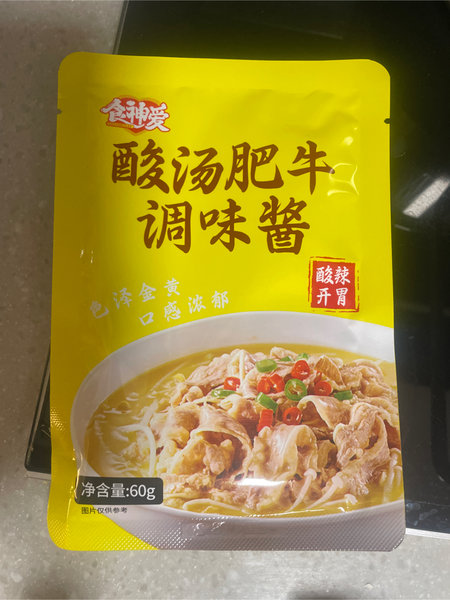 食神爱
酸汤肥牛
调味酱
酸辣
开胃
色泽金黄
口感浓郁
净含量:60g
图片仅供参考